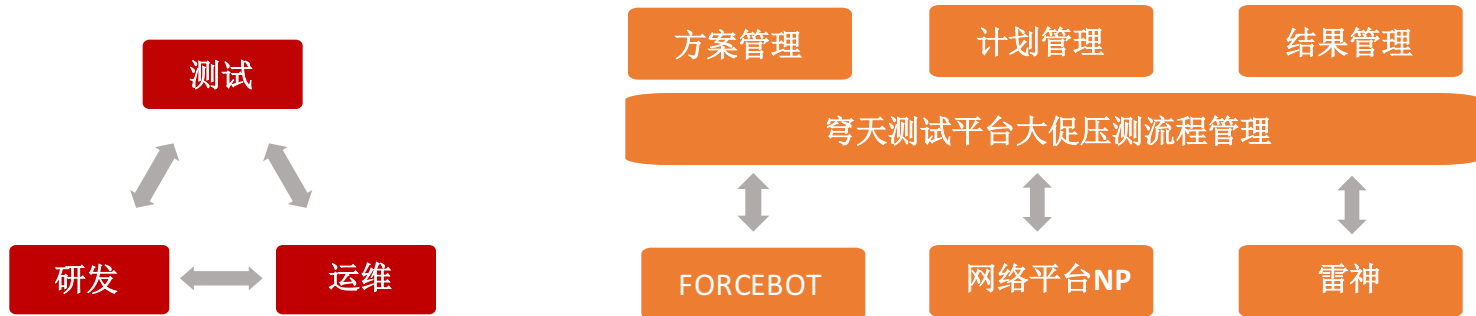 测试
研发
运维
方案管理
计划管理
结果管理
穹天测试平台大促压测流程管理
FORCEBOT
网络平台NP
雷神